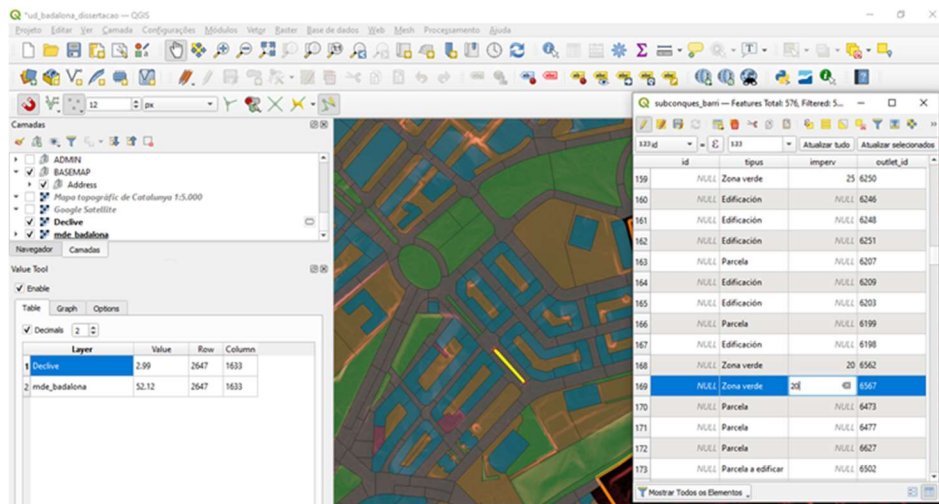 *ud_badalona_dissertacao — QGIS
Projeto Editar Ver Camada Configurações Módulos Vetor Raster Base de dados Web Mesh Processamento Ajuda
12 px
Camadas
ADMIN
BASEMAP
Address
Mapa topogràfic de Catalunya 1:5.000
Google Satellite
Declive
mde_badalona
Navegador Camadas
Value Tool
Enable
Table Graph Options
Decimals 2
Layer Value Row Column
1 Declive 2.99 2647 1633
2 mde_badalona 52.12 2647 1633
subconques_barri — Features Total: 576, Filtered: 5...
123 id = ε 123 Atualizar tudo Atualizar selecionados
id tipus imperv outlet_id
159 NULL Zona verde 25 6250
160 NULL Edificación NULL 6246
161 NULL Edificación NULL 6248
162 NULL Edificación NULL 6251
163 NULL Parcela NULL 6207
164 NULL Edificación NULL 6209
165 NULL Edificación NULL 6203
166 NULL Parcela NULL 6199
167 NULL Edificación NULL 6198
168 NULL Zona verde 20 6562
169 NULL Zona verde 20 6567
170 NULL Parcela NULL 6473
171 NULL Parcela NULL 6477
172 NULL Parcela NULL 6627
173 NULL Parcela a edificar NULL 6502
Mostrar Todos os Elementos